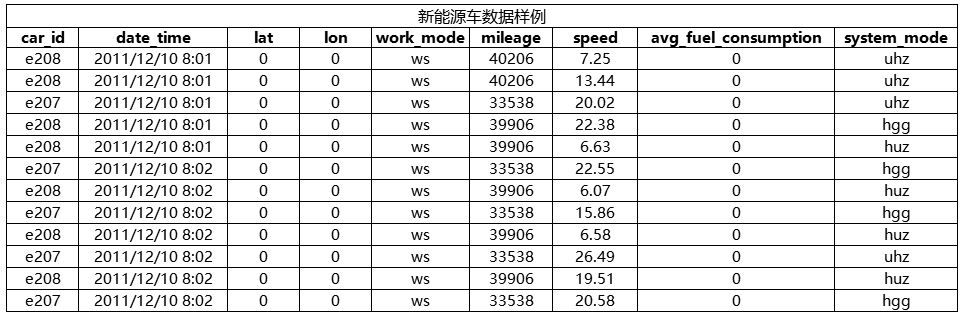 新能源车数据样例
car_id date_time lat lon work_mode mileage speed avg_fuel_consumption system_mode
e208 2011/12/10 8:01 0 0 ws 40206 7.25 0 uhz
e208 2011/12/10 8:01 0 0 ws 40206 13.44 0 uhz
e207 2011/12/10 8:01 0 0 ws 33538 20.02 0 uhz
e208 2011/12/10 8:01 0 0 ws 39906 22.38 0 hgg
e208 2011/12/10 8:01 0 0 ws 39906 6.63 0 huz
e207 2011/12/10 8:02 0 0 ws 33538 22.55 0 hgg
e208 2011/12/10 8:02 0 0 ws 39906 6.07 0 huz
e207 2011/12/10 8:02 0 0 ws 33538 15.86 0 hgg
e208 2011/12/10 8:02 0 0 ws 39906 6.58 0 huz
e207 2011/12/10 8:02 0 0 ws 33538 26.49 0 uhz
e208 2011/12/10 8:02 0 0 ws 39906 19.51 0 huz
e207 2011/12/10 8:02 0 0 ws 33538 20.58 0 hgg